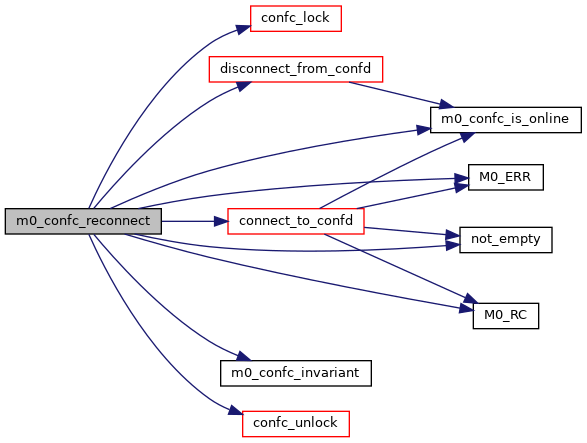 confc_lock
disconnect_from_confd
m0_confc_is_online
M0_ERR
m0_confc_reconnect
connect_to_confd
not_empty
M0_RC
m0_confc_invariant
confc_unlock